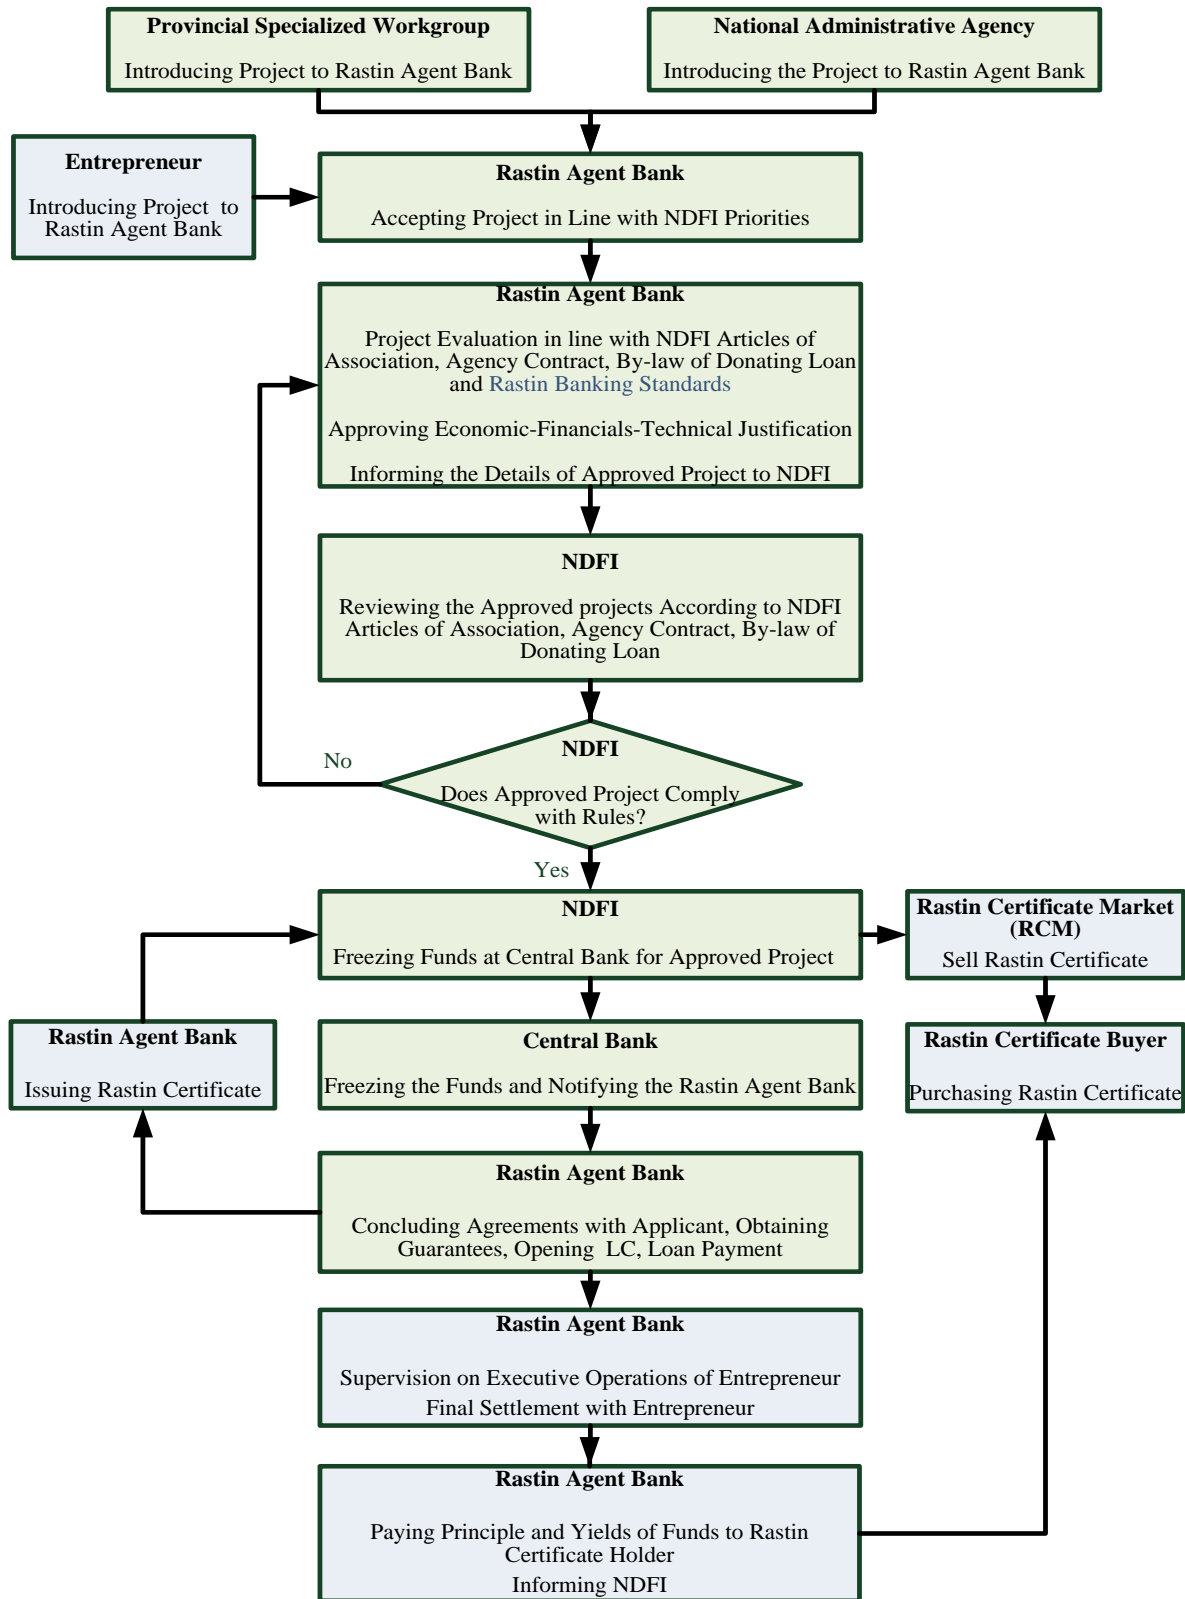 Provincial Specialized Workgroup
Introducing Project to Rastin Agent Bank
National Administrative Agency
Introducing the Project to Rastin Agent Bank
Entrepreneur
Introducing Project to
Rastin Agent Bank
Rastin Agent Bank
Accepting Project in Line with NDFI Priorities
Rastin Agent Bank
Project Evaluation in line with NDFI Articles of
Association, Agency Contract, By-law of Donating Loan
and Rastin Banking Standards
Approving Economic-Financials-Technical Justification
Informing the Details of Approved Project to NDFI
NDFI
Reviewing the Approved projects According to NDFI
Articles of Association, Agency Contract, By-law of
Donating Loan
No
NDFI
Does Approved Project Comply
with Rules?
Yes
NDFI
Freezing Funds at Central Bank for Approved Project
Rastin Certificate Market
(RCM)
Sell Rastin Certificate
Rastin Agent Bank
Issuing Rastin Certificate
Central Bank
Freezing the Funds and Notifying the Rastin Agent Bank
Rastin Certificate Buyer
Purchasing Rastin Certificate
Rastin Agent Bank
Concluding Agreements with Applicant, Obtaining
Guarantees, Opening LC, Loan Payment
Rastin Agent Bank
Supervision on Executive Operations of Entrepreneur
Final Settlement with Entrepreneur
Rastin Agent Bank
Paying Principle and Yields of Funds to Rastin
Certificate Holder
Informing NDFI